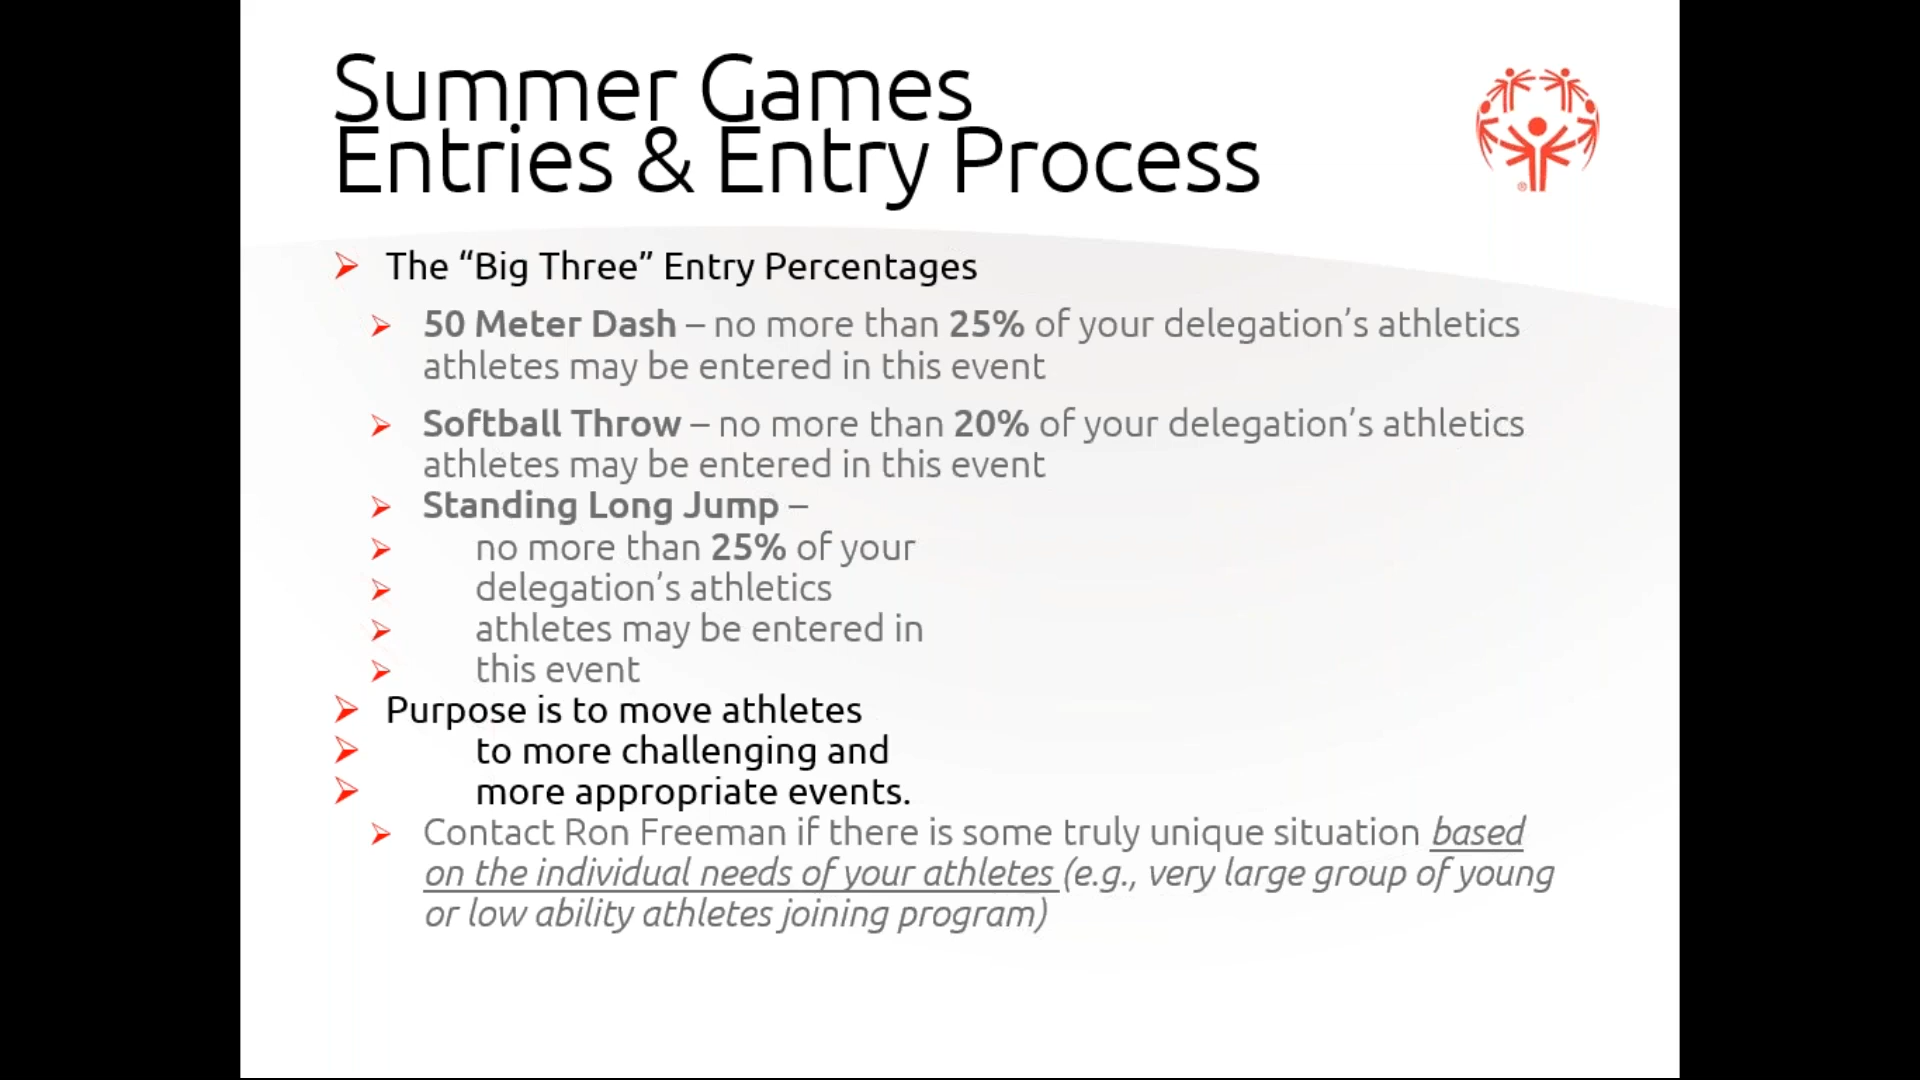 Summer Games
Entries & Entry Process
The “Big Three” Entry Percentages
50 Meter Dash – no more than 25% of your delegation’s athletics
athletes may be entered in this event
Softball Throw – no more than 20% of your delegation’s athletics
athletes may be entered in this event
Standing Long Jump –
no more than 25% of your
delegation’s athletics
athletes may be entered in
this event
Purpose is to move athletes
to more challenging and
more appropriate events.
Contact Ron Freeman if there is some truly unique situation based
on the individual needs of your athletes (e.g., very large group of young
or low ability athletes joining program)